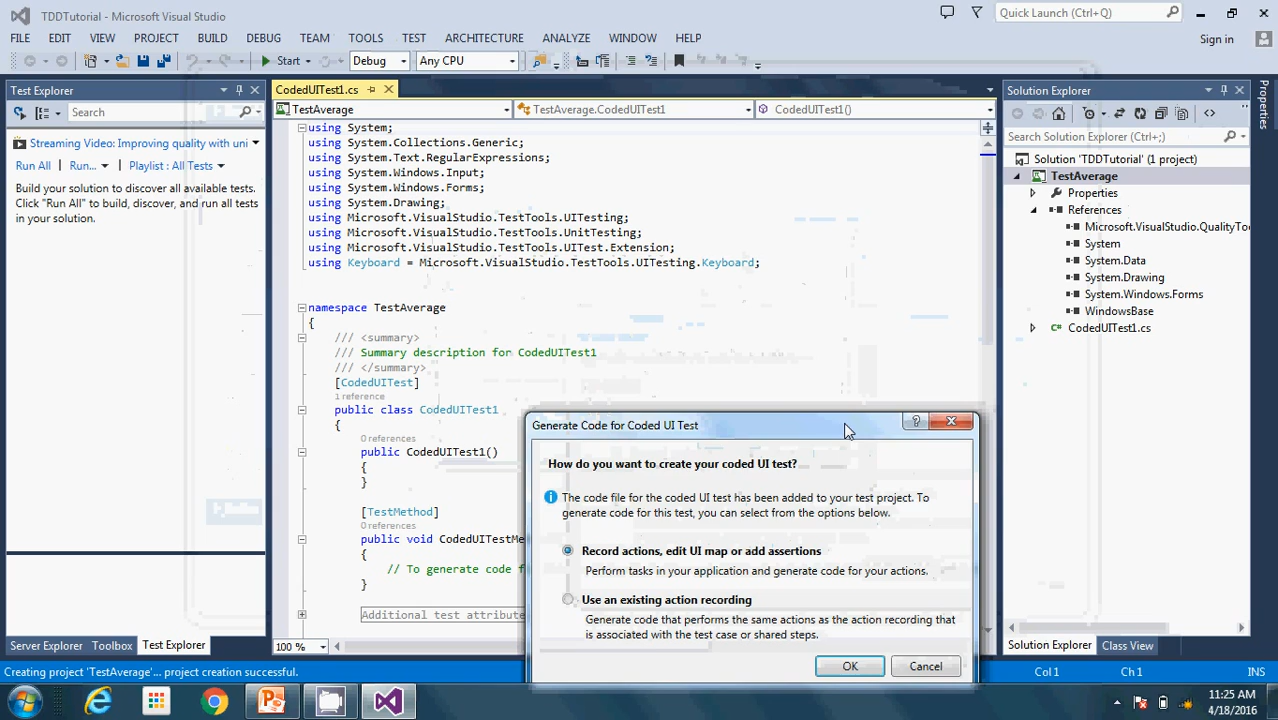 TDDTutorial - Microsoft Visual Studio
Quick Launch (Ctrl+Q)
FILE EDIT VIEW PROJECT BUILD DEBUG TEAM TOOLS TEST ARCHITECTURE ANALYZE WINDOW HELP
Sign in
Start Debug Any CPU
Test Explorer
Search
Streaming Video: Improving quality with uni
Run All Run... Playlist : All Tests
Build your solution to discover all available tests.
Click "Run All" to build, discover, and run all tests
in your solution.
Server Explorer Toolbox Test Explorer
CodedUITest1.cs
TestAverage TestAverage.CodedUITest1 CodedUITest1()
using System;
using System.Collections.Generic;
using System.Text.RegularExpressions;
using System.Windows.Input;
using System.Windows.Forms;
using System.Drawing;
using Microsoft.VisualStudio.TestTools.UITesting;
using Microsoft.VisualStudio.TestTools.UnitTesting;
using Microsoft.VisualStudio.TestTools.UITest.Extension;
using Keyboard = Microsoft.VisualStudio.TestTools.UITesting.Keyboard;
namespace TestAverage
{
/// <summary>
/// Summary description for CodedUITest1
/// </summary>
[CodedUITest]
1 reference
public class CodedUITest1
{
0 references
public CodedUITest1()
{
}
[TestMethod]
0 references
public void CodedUITestMe
{
// To generate code f
}
Additional test attribute
100 %
Generate Code for Coded UI Test
How do you want to create your coded UI test?
The code file for the coded UI test has been added to your test project. To
generate code for this test, you can select from the options below.
Record actions, edit UI map or add assertions
Perform tasks in your application and generate code for your actions.
Use an existing action recording
Generate code that performs the same actions as the action recording that
is associated with the test case or shared steps.
OK Cancel
Solution Explorer
Search Solution Explorer (Ctrl+;)
Solution 'TDDTutorial' (1 project)
TestAverage
Properties
References
Microsoft.VisualStudio.QualityToo
System
System.Data
System.Drawing
System.Windows.Forms
WindowsBase
CodedUITest1.cs
Solution Explorer Class View
Properties
Creating project 'TestAverage'... project creation successful.
Col 1 Ch 1 INS
11:25 AM
4/18/2016